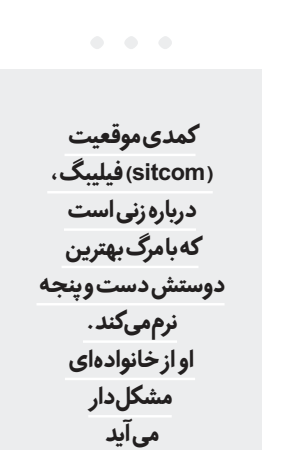 کمدی موقعیت
(sitcom) فیلیبگ،
درباره زنی است
که با مرگ بهترین
دوستش دست و پنجه
نرم می‌کند.
او از خانواده‌ای
مشکل‌دار
می‌آید